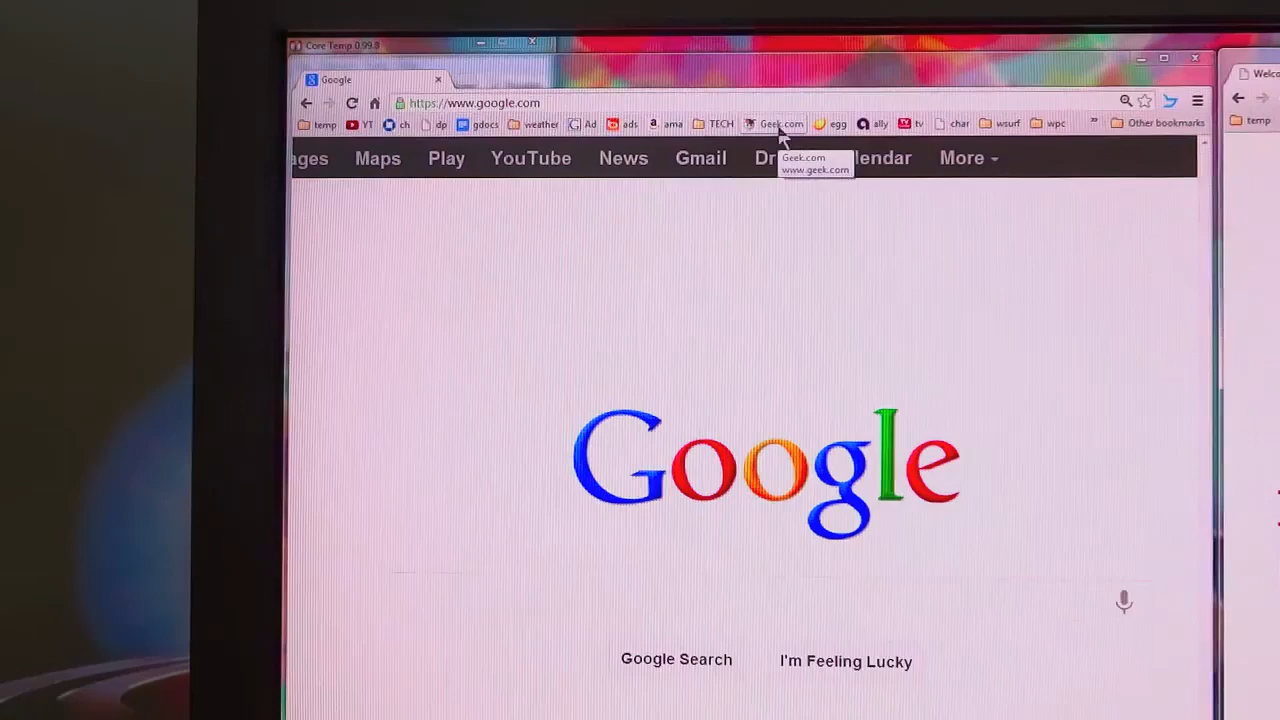 Core Temp 0.99.8
Google
https://www.google.com
temp YT ch dp gdocs weather Ad ads ama TECH Geek.com egg ally tv char wsurf wpc » Other bookmarks
ages Maps Play YouTube News Gmail Dr lendar More
Geek.com
www.geek.com
Google
Google Search I'm Feeling Lucky
Welco
temp